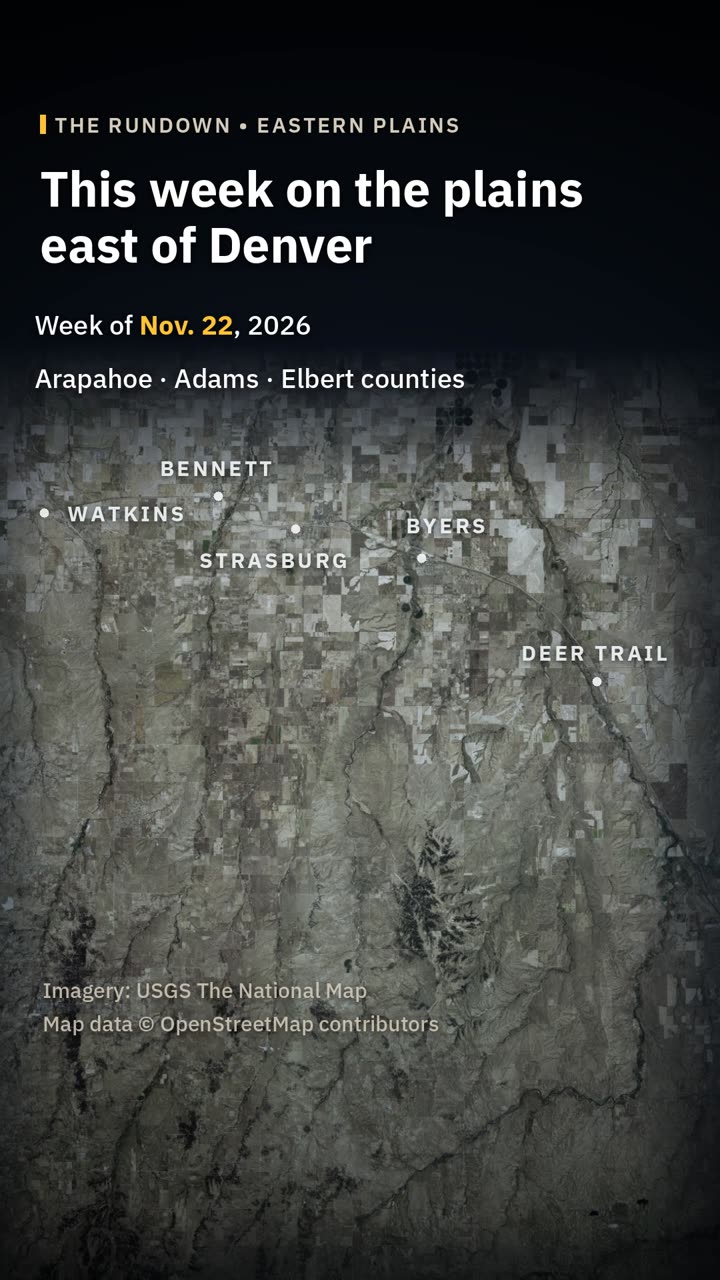 THE RUNDOWN • EASTERN PLAINS
This week on the plains
east of Denver
Week of Nov. 22, 2026
Arapahoe · Adams · Elbert counties
BENNETT
WATKINS
BYERS
STRASBURG
DEER TRAIL
Imagery: USGS The National Map
Map data © OpenStreetMap contributors